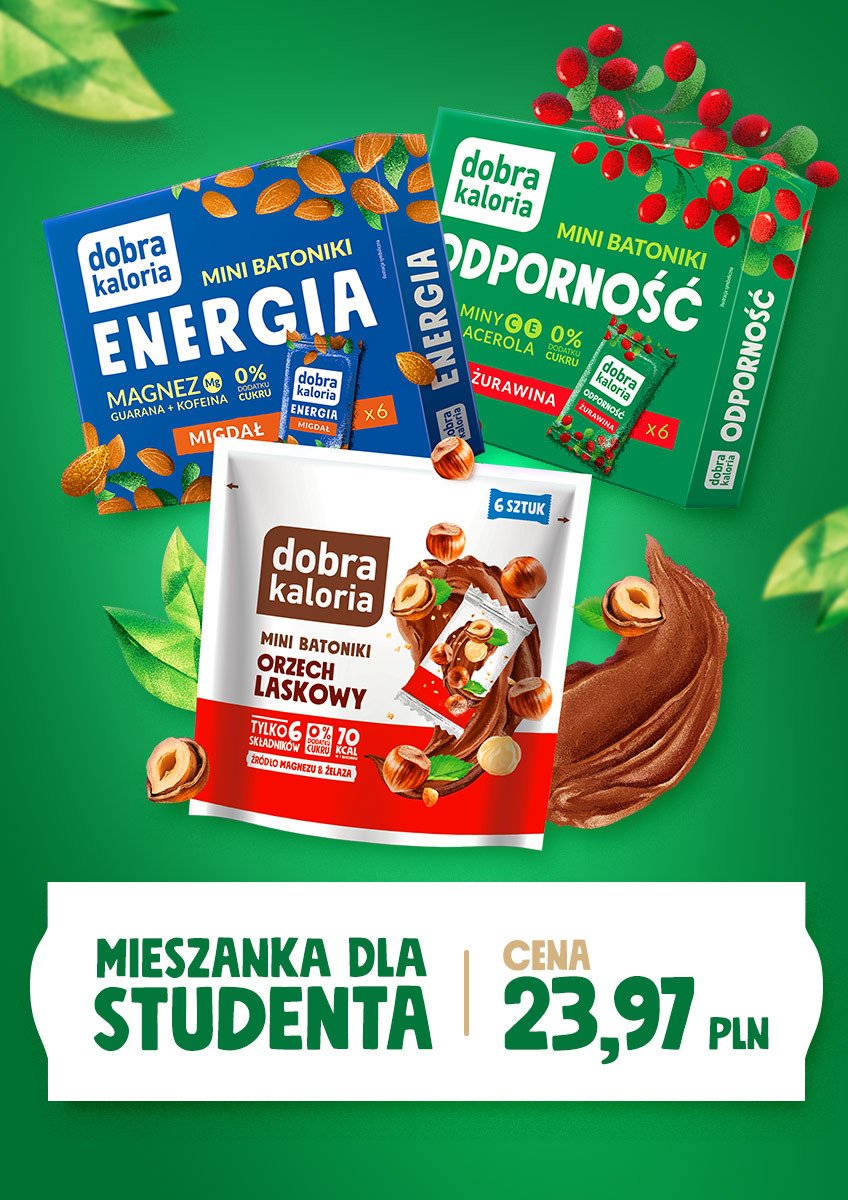 dobra
kaloria
MINI BATONIKI
ENERGIA
MAGNEZ Mg
GUARANA + KOFEINA
0%
DODATKU
CUKRU
MIGDAŁ
x6
dobra
kaloria
ENERGIA
MIGDAŁ
dobra
kaloria
ENERGIA
dobra
kaloria
MINI BATONIKI
ODPORNOŚĆ
MINY C E
ACEROLA
0%
DODATKU
CUKRU
ŻURAWINA
x6
dobra
kaloria
ODPORNOŚĆ
ŻURAWINA
dobra
kaloria
ODPORNOŚĆ
6 SZTUK
dobra
kaloria
MINI BATONIKI
ORZECH
LASKOWY
TYLKO 6
SKŁADNIKÓW
0%
DODATKU
CUKRU
70
KCAL
W 1 BATONIKU
ŹRÓDŁO MAGNEZU & ŻELAZA
MIESZANKA DLA
STUDENTA
CENA
23,97 PLN